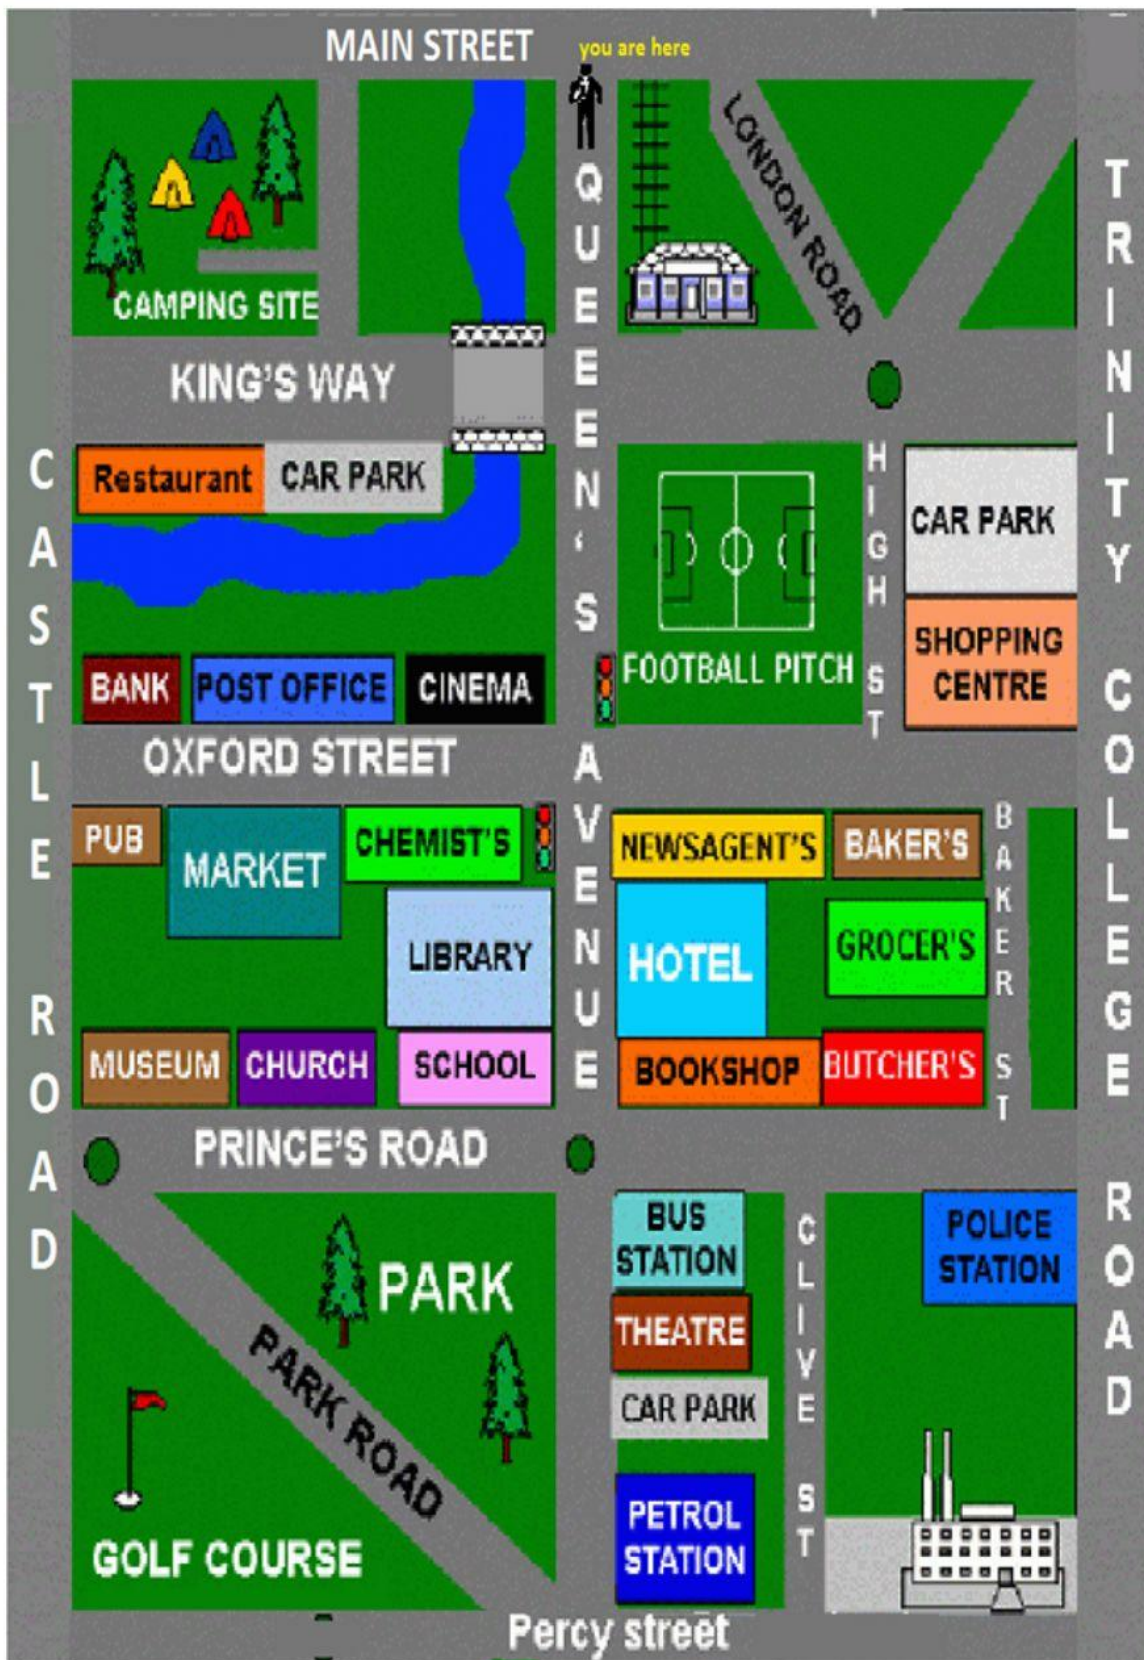 MAIN STREET
you are here
LONDON ROAD
CAMPING SITE
KING'S WAY
QUEEN'S AVENUE
TRINITY COLLEGE ROAD
CASTLE ROAD
Restaurant
CAR PARK
HIGH ST
CAR PARK
FOOTBALL PITCH
SHOPPING
CENTRE
BANK
POST OFFICE
CINEMA
OXFORD STREET
PUB
MARKET
CHEMIST'S
NEWSAGENT'S
BAKER'S
BAKER ST
LIBRARY
HOTEL
GROCER'S
MUSEUM
CHURCH
SCHOOL
BOOKSHOP
BUTCHER'S
PRINCE'S ROAD
BUS
STATION
CLIVE ST
POLICE
STATION
PARK
THEATRE
PARK ROAD
CAR PARK
PETROL
STATION
GOLF COURSE
Percy street